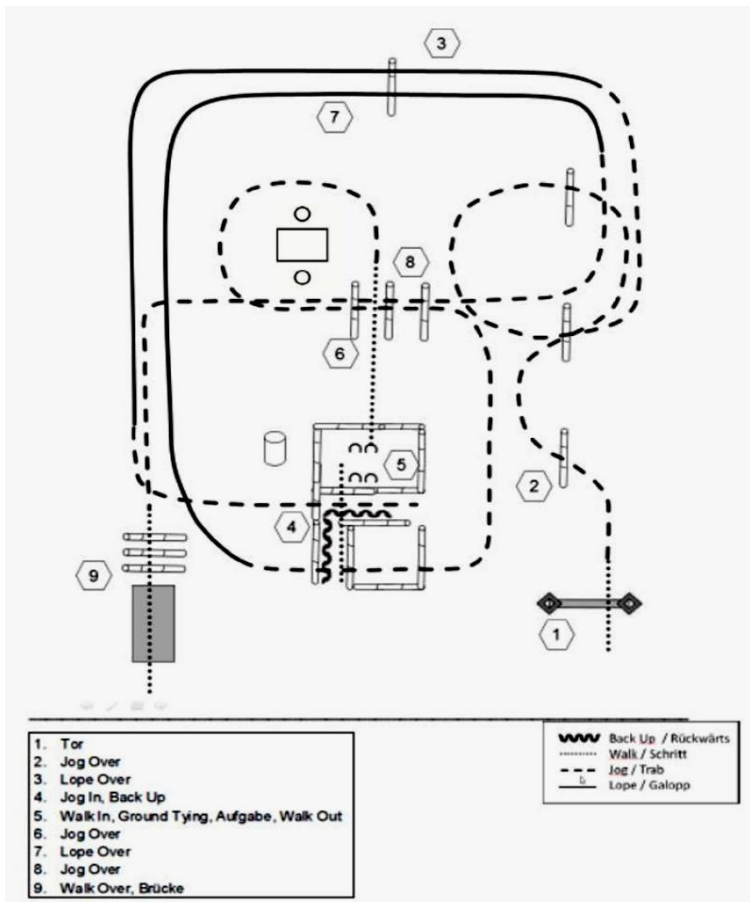 3
7
8
6
5
2
4
9
1
1. Tor
2. Jog Over
3. Lope Over
4. Jog In, Back Up
5. Walk In, Ground Tying, Aufgabe, Walk Out
6. Jog Over
7. Lope Over
8. Jog Over
9. Walk Over, Brücke
Back Up / Rückwärts
Walk / Schritt
Jog / Trab
Lope / Galopp